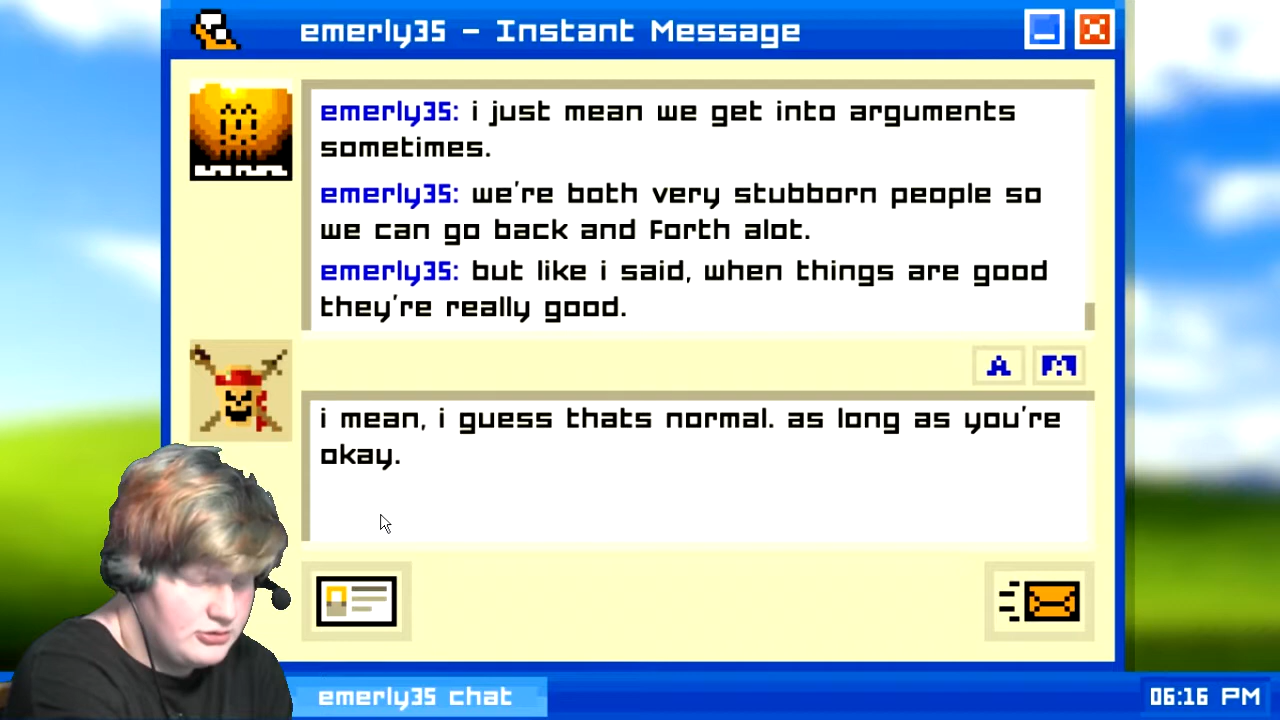 emerly35 - Instant Message
emerly35: i just mean we get into arguments
sometimes.
emerly35: we're both very stubborn people so
we can go back and forth alot.
emerly35: but like i said, when things are good
they're really good.
A
i mean, i guess thats normal. as long as you're
okay.
emerly35 chat
06:16 PM